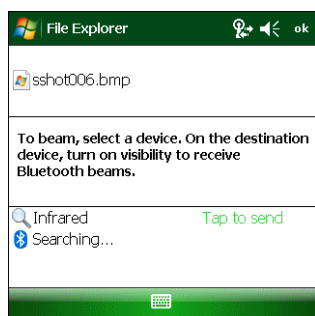 File Explorer ok
sshot006.bmp
To beam, select a device. On the destination
device, turn on visibility to receive
Bluetooth beams.
Infrared Tap to send
Searching...